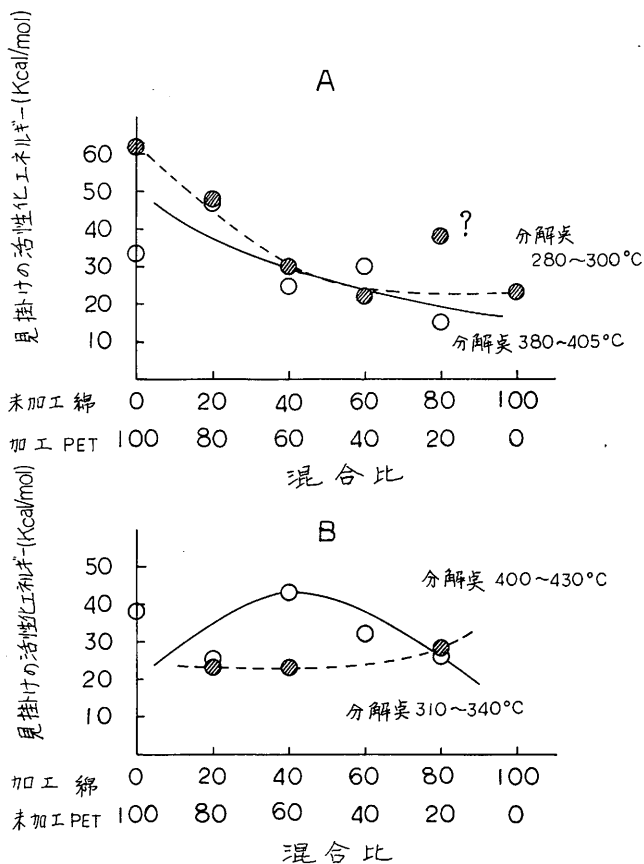 A
見掛けの活性化エネルギー(Kcal/mol)
60
50
40
30
20
10
?
分解点
280〜300°C
分解点 380〜405°C
0 20 40 60 80 100
未加工綿
100 80 60 40 20 0
加工 PET
混合比
B
見掛けの活性化エネルギー(Kcal/mol)
50
40
30
20
10
分解点 400〜430°C
分解点 310〜340°C
加工綿 0 20 40 60 80 100
未加工PET 100 80 60 40 20 0
混合比